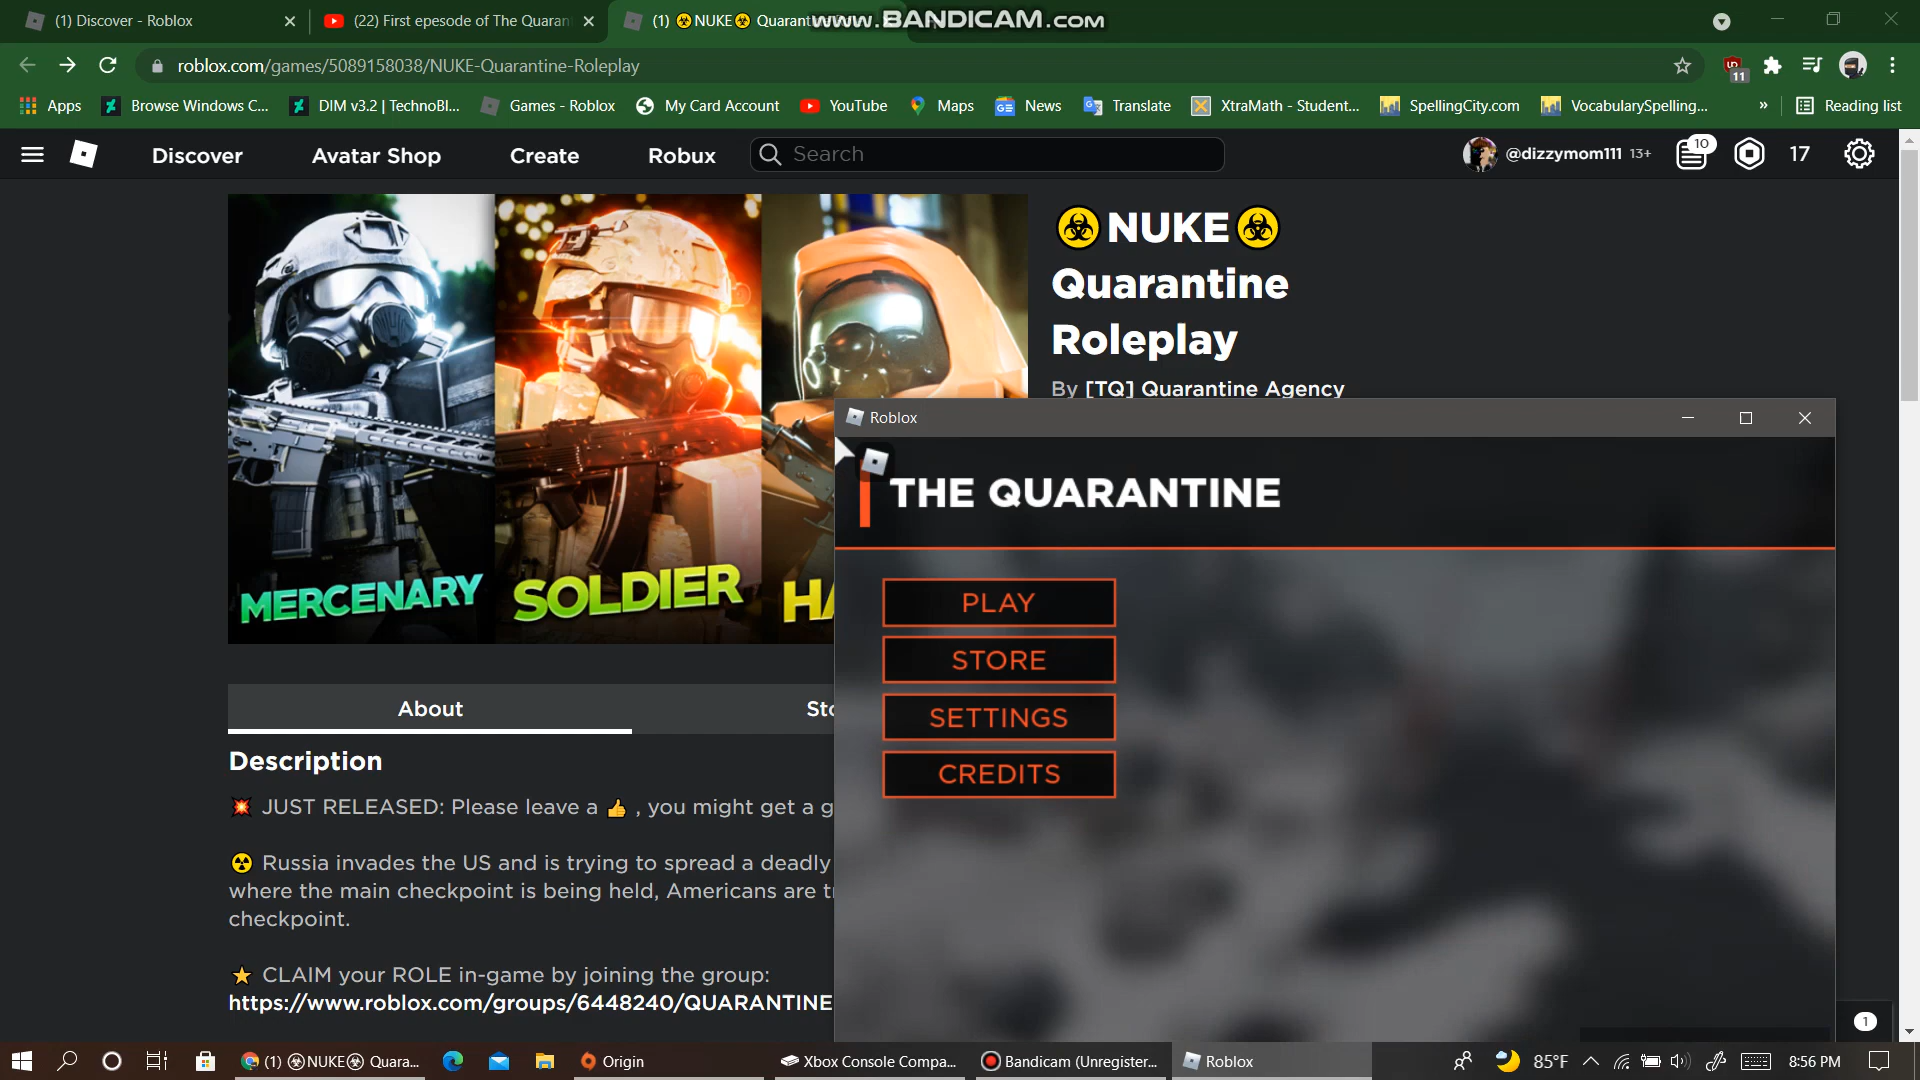 (1) Discover - Roblox
(22) First epesode of The Quarant
(1) ☣NUKE☣ Quarant
www.BANDICAM.com
roblox.com/games/5089158038/NUKE-Quarantine-Roleplay
11
Apps
Browse Windows C...
DIM v3.2 | TechnoBl...
Games - Roblox
My Card Account
YouTube
Maps
News
Translate
XtraMath - Student...
SpellingCity.com
VocabularySpelling...
»
Reading list
Discover
Avatar Shop
Create
Robux
Search
@dizzymom111 13+
10
17
MERCENARY
SOLDIER
HA
☣NUKE☣
Quarantine
Roleplay
By [TQ] Quarantine Agency
Roblox
THE QUARANTINE
PLAY
STORE
SETTINGS
CREDITS
About
Sto
Description
💥 JUST RELEASED: Please leave a 👍 , you might get a g
☢ Russia invades the US and is trying to spread a deadly
where the main checkpoint is being held, Americans are tr
checkpoint.
⭐ CLAIM your ROLE in-game by joining the group:
https://www.roblox.com/groups/6448240/QUARANTINE
1
(1) ☣NUKE☣ Quara...
Origin
Xbox Console Compa...
Bandicam (Unregister...
Roblox
85°F
8:56 PM